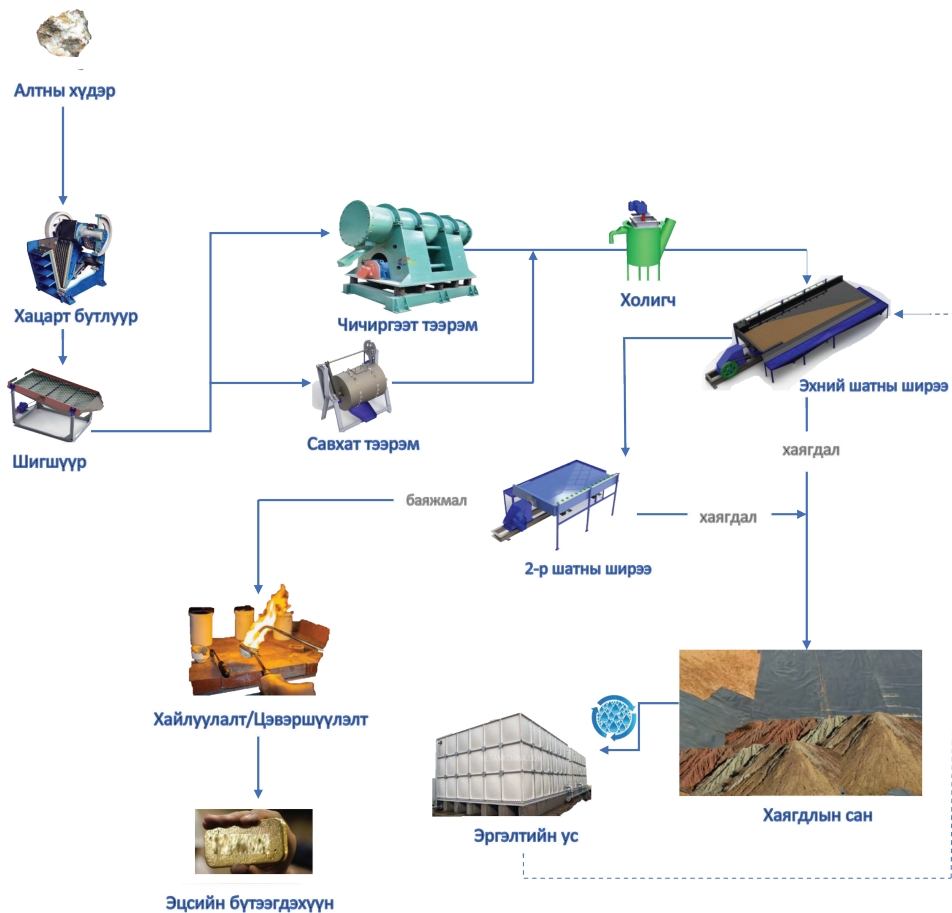 Алтны хүдэр
Хацарт бутлуур
Чичиргээт тээрэм
Холигч
Эхний шатны ширээ
Шигшүүр
Савхат тээрэм
хаягдал
баяжмал
хаягдал
2-р шатны ширээ
Хайлуулалт/Цэвэршүүлэлт
Эргэлтийн ус
Хаягдлын сан
Эцсийн бүтээгдэхүүн